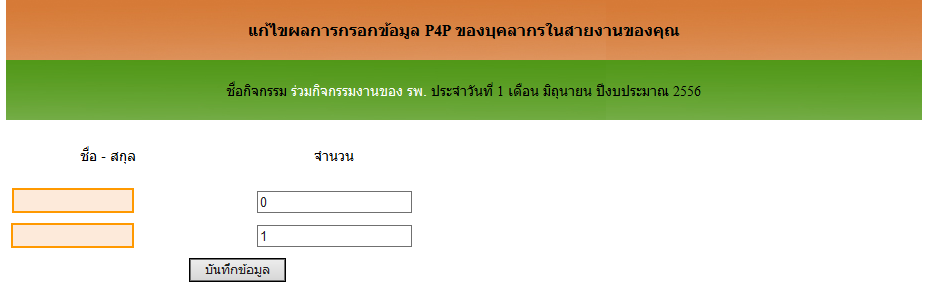 แก้ไขผลการกรอกข้อมูล P4P ของบุคลากรในสายงานของคุณ
ชื่อกิจกรรม ร่วมกิจกรรมงานของ รพ. ประจำวันที่ 1 เดือน มิถุนายน ปีงบประมาณ 2556
ชื่อ - สกุล จำนวน
0
1
บันทึกข้อมูล